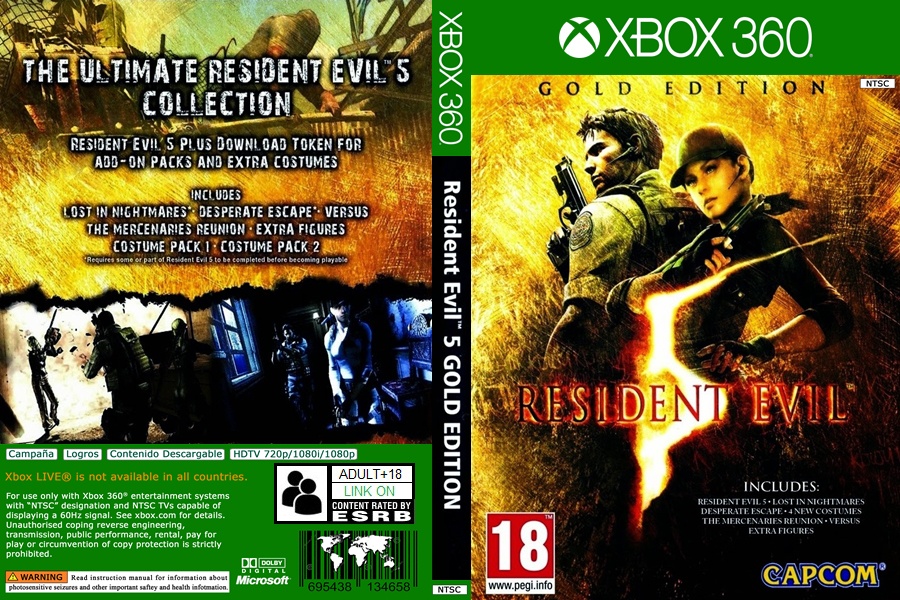 THE ULTIMATE RESIDENT EVIL™ 5
COLLECTION
RESIDENT EVIL 5 PLUS DOWNLOAD TOKEN FOR
ADD-ON PACKS AND EXTRA COSTUMES
INCLUDES
LOST IN NIGHTMARES* · DESPERATE ESCAPE* · VERSUS
THE MERCENARIES REUNION · EXTRA FIGURES
COSTUME PACK 1 · COSTUME PACK 2
*Requires some or part of Resident Evil 5 to be completed before becoming playable
Campaña Logros Contenido Descargable HDTV 720p/1080i/1080p
Xbox LIVE® is not available in all countries.
For use only with Xbox 360® entertainment systems
with "NTSC" designation and NTSC TVs capable of
displaying a 60Hz signal. See xbox.com for details.
Unauthorised coping reverse engineering,
transmission, public performance, rental, pay for
play or circumvention of copy protection is strictly
prohibited.
WARNING Read instruction manual for information about
photosensitive seizures and other important saftey and health information.
ADULT+18
LINK ON
CONTENT RATED BY
ESRB
DOLBY
DIGITAL
Microsoft®
695438 134658
XBOX 360
Resident Evil™ 5 GOLD EDITION
NTSC
XBOX 360®
NTSC
GOLD EDITION
5
RESIDENT EVIL™
INCLUDES:
RESIDENT EVIL 5 • LOST IN NIGHTMARES
DESPERATE ESCAPE • 4 NEW COSTUMES
THE MERCENARIES REUNION • VERSUS
EXTRA FIGURES
18™
www.pegi.info
CAPCOM®